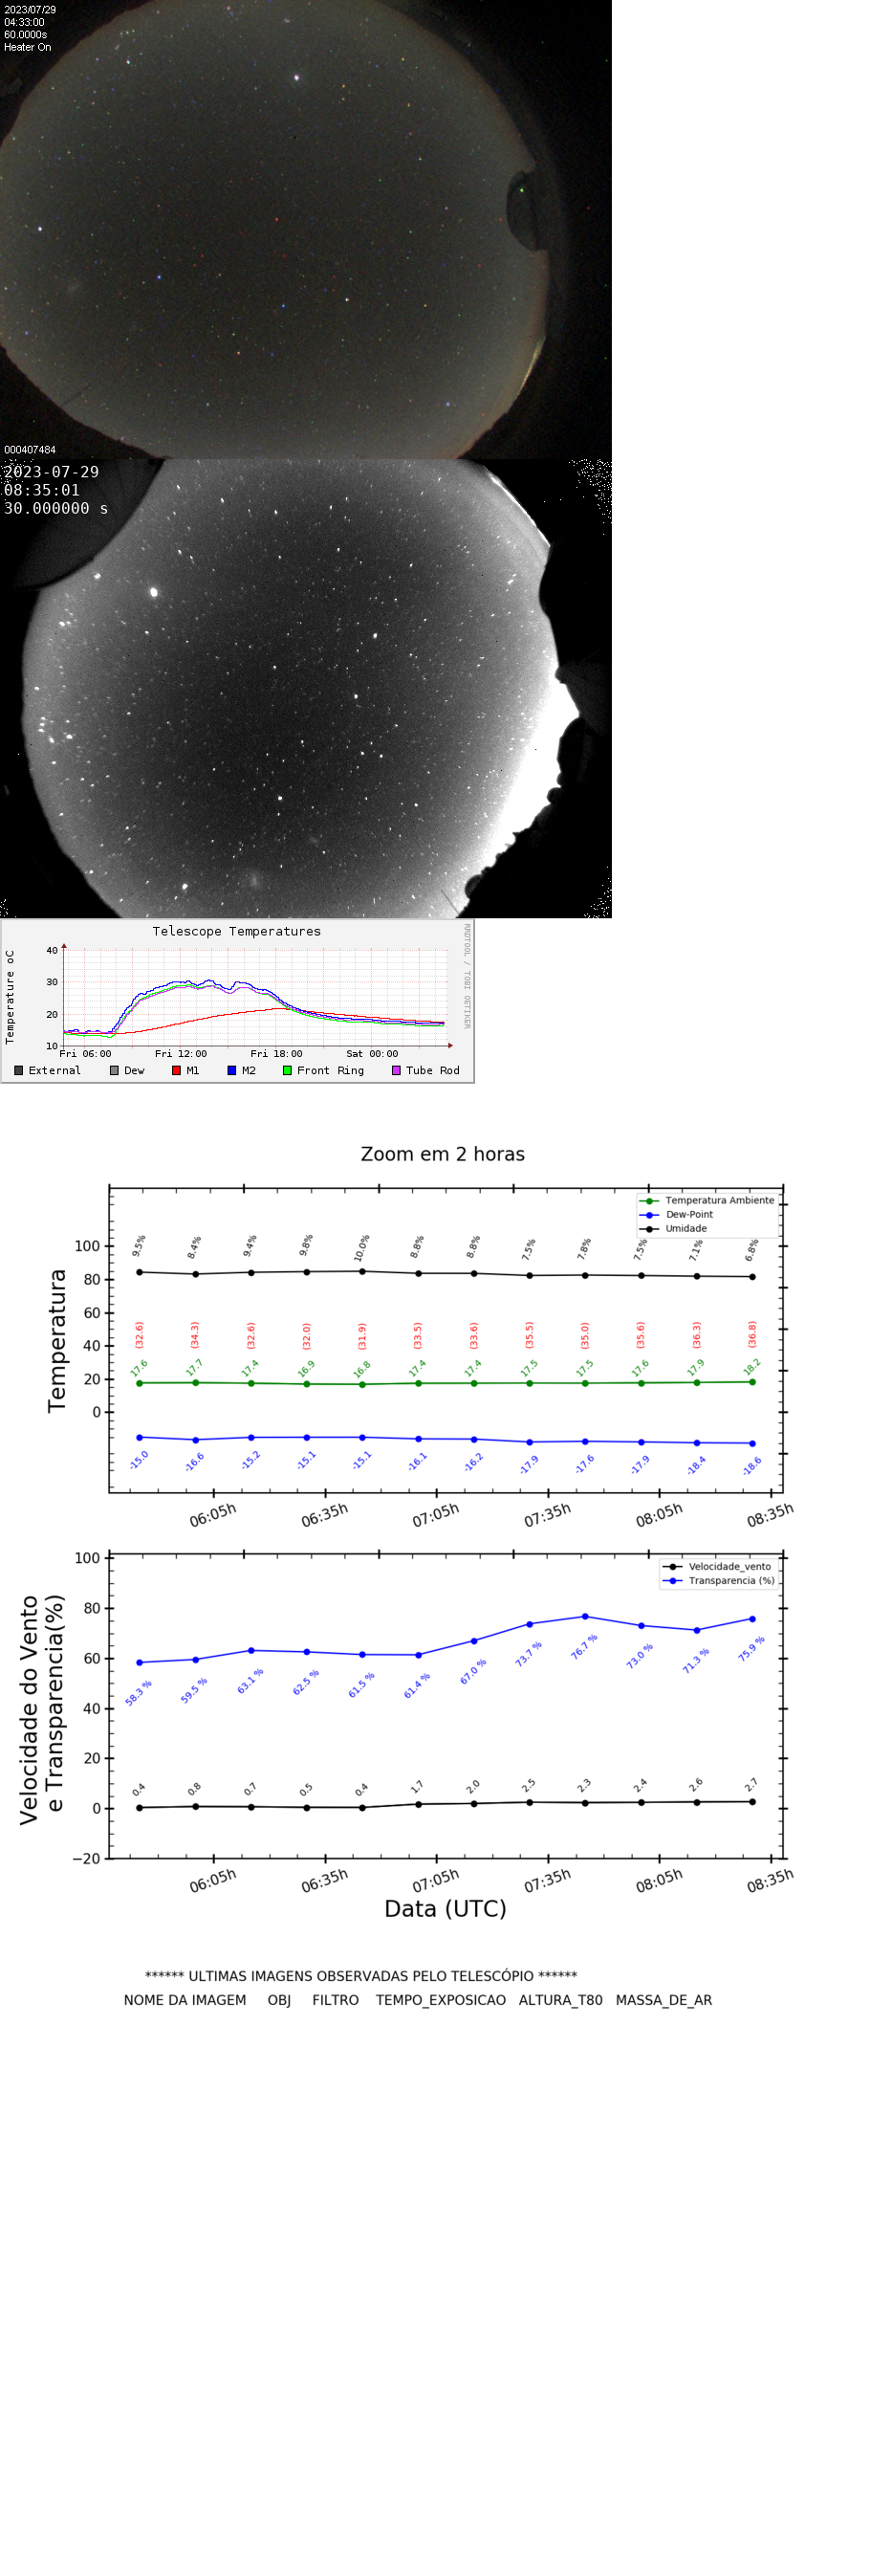 2023/07/29
04:33:00
60.0000s
Heater On
000407484
2023-07-29
08:35:01
30.000000 s
Telescope Temperatures
RRDTOOL / TOBI OETIKER
Temperature oC
40
30
20
10
Fri 06:00 Fri 12:00 Fri 18:00 Sat 00:00
External Dew M1 M2 Front Ring Tube Rod
Zoom em 2 horas
Temperatura Ambiente
Dew-Point
Umidade
Temperatura
100
80
60
40
20
0
9.5% 8.4% 9.4% 9.8% 10.0% 8.8% 8.8% 7.5% 7.8% 7.5% 7.1% 6.8%
(32.6) (34.3) (32.6) (32.0) (31.9) (33.5) (33.6) (35.5) (35.0) (35.6) (36.3) (36.8)
17.6 17.7 17.4 16.9 16.8 17.4 17.4 17.5 17.5 17.6 17.9 18.2
-15.0 -16.6 -15.2 -15.1 -15.1 -16.1 -16.2 -17.9 -17.6 -17.9 -18.4 -18.6
06:05h 06:35h 07:05h 07:35h 08:05h 08:35h
Velocidade_vento
Transparencia (%)
Velocidade do Vento
e Transparencia(%)
100
80
60
40
20
0
−20
58.3 % 59.5 % 63.1 % 62.5 % 61.5 % 61.4 % 67.0 % 73.7 % 76.7 % 73.0 % 71.3 % 75.9 %
0.4 0.8 0.7 0.5 0.4 1.7 2.0 2.5 2.3 2.4 2.6 2.7
06:05h 06:35h 07:05h 07:35h 08:05h 08:35h
Data (UTC)
****** ULTIMAS IMAGENS OBSERVADAS PELO TELESCÓPIO ******
NOME DA IMAGEM OBJ FILTRO TEMPO_EXPOSICAO ALTURA_T80 MASSA_DE_AR